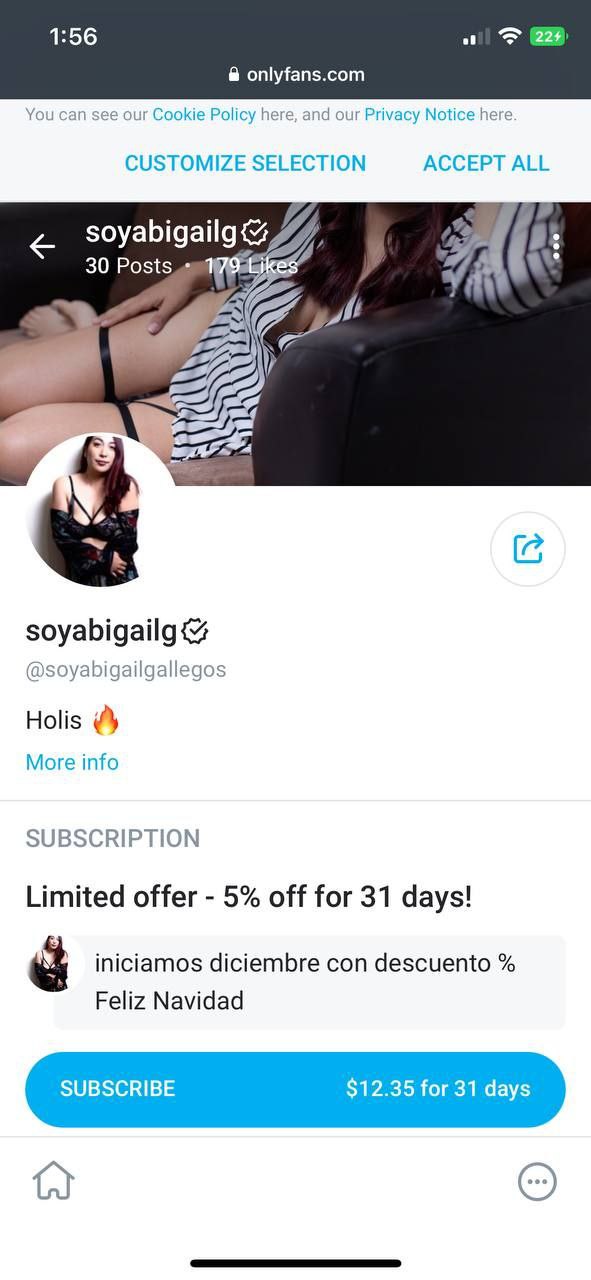 1:56
22
onlyfans.com
You can see our Cookie Policy here, and our Privacy Notice here.
CUSTOMIZE SELECTION ACCEPT ALL
soyabigailg
30 Posts • 179 Likes
soyabigailg
@soyabigailgallegos
Holis 🔥
More info
SUBSCRIPTION
Limited offer - 5% off for 31 days!
iniciamos diciembre con descuento %
Feliz Navidad
SUBSCRIBE $12.35 for 31 days